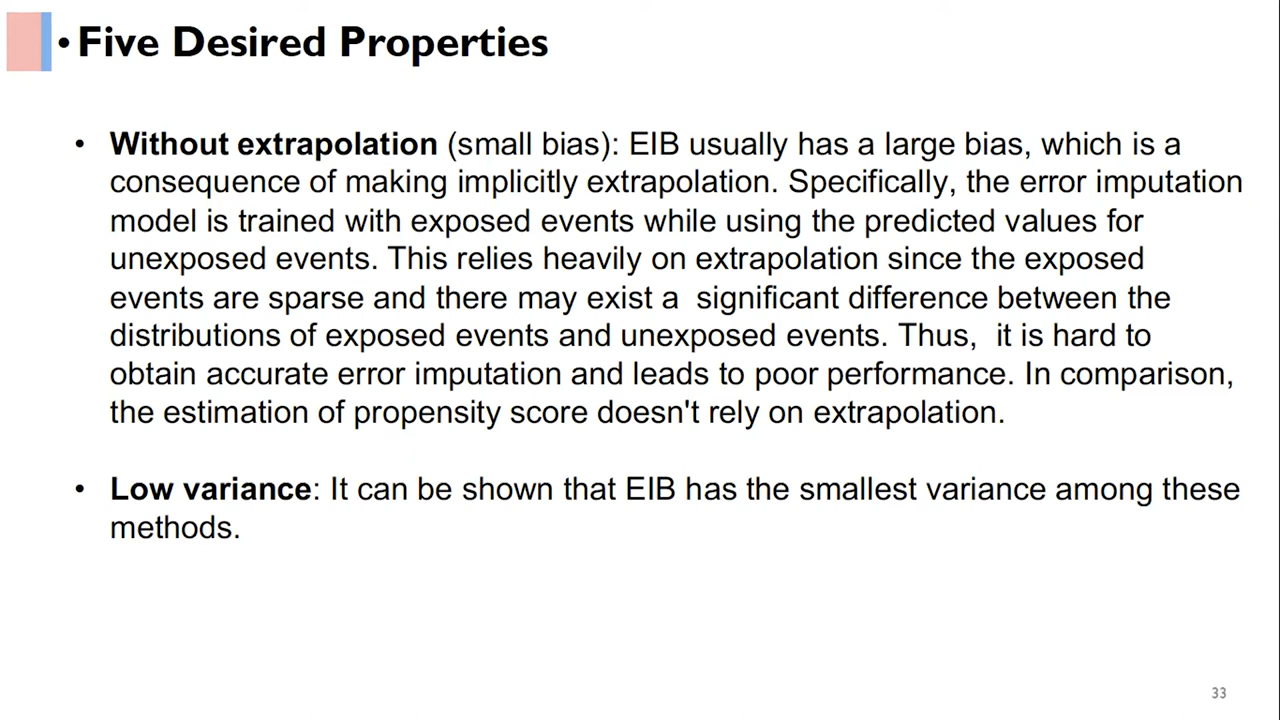 • Five Desired Properties
• Without extrapolation (small bias): EIB usually has a large bias, which is a
consequence of making implicitly extrapolation. Specifically, the error imputation
model is trained with exposed events while using the predicted values for
unexposed events. This relies heavily on extrapolation since the exposed
events are sparse and there may exist a significant difference between the
distributions of exposed events and unexposed events. Thus, it is hard to
obtain accurate error imputation and leads to poor performance. In comparison,
the estimation of propensity score doesn't rely on extrapolation.
• Low variance: It can be shown that EIB has the smallest variance among these
methods.
33